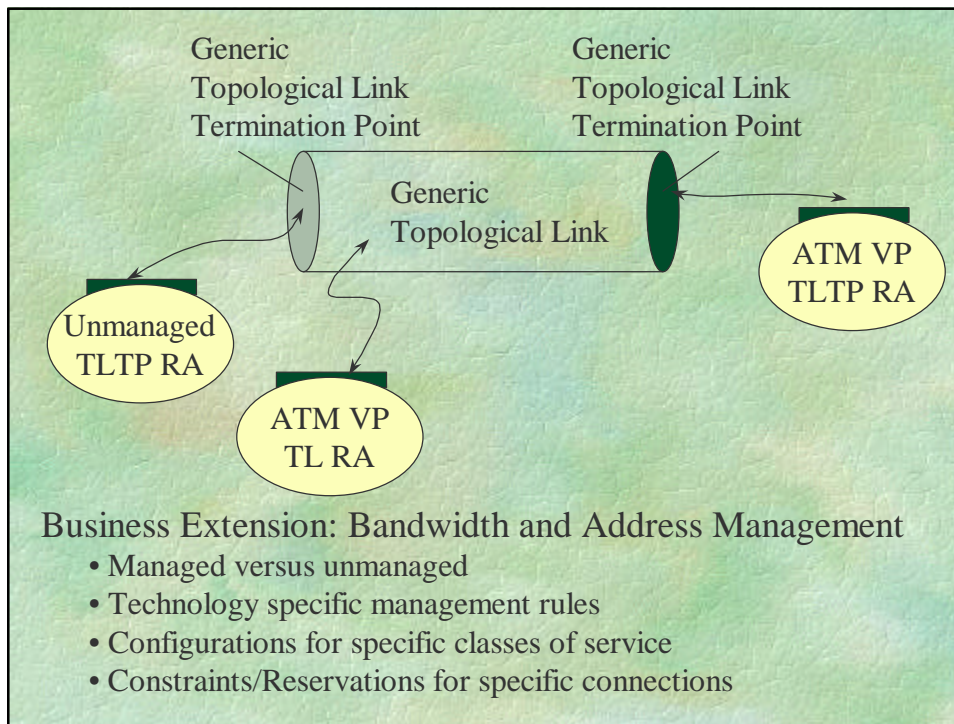 Generic
Topological Link
Termination Point
Generic
Topological Link
Termination Point
Generic
Topological Link
ATM VP
TLTP RA
Unmanaged
TLTP RA
ATM VP
TL RA
Business Extension: Bandwidth and Address Management
• Managed versus unmanaged
• Technology specific management rules
• Configurations for specific classes of service
• Constraints/Reservations for specific connections